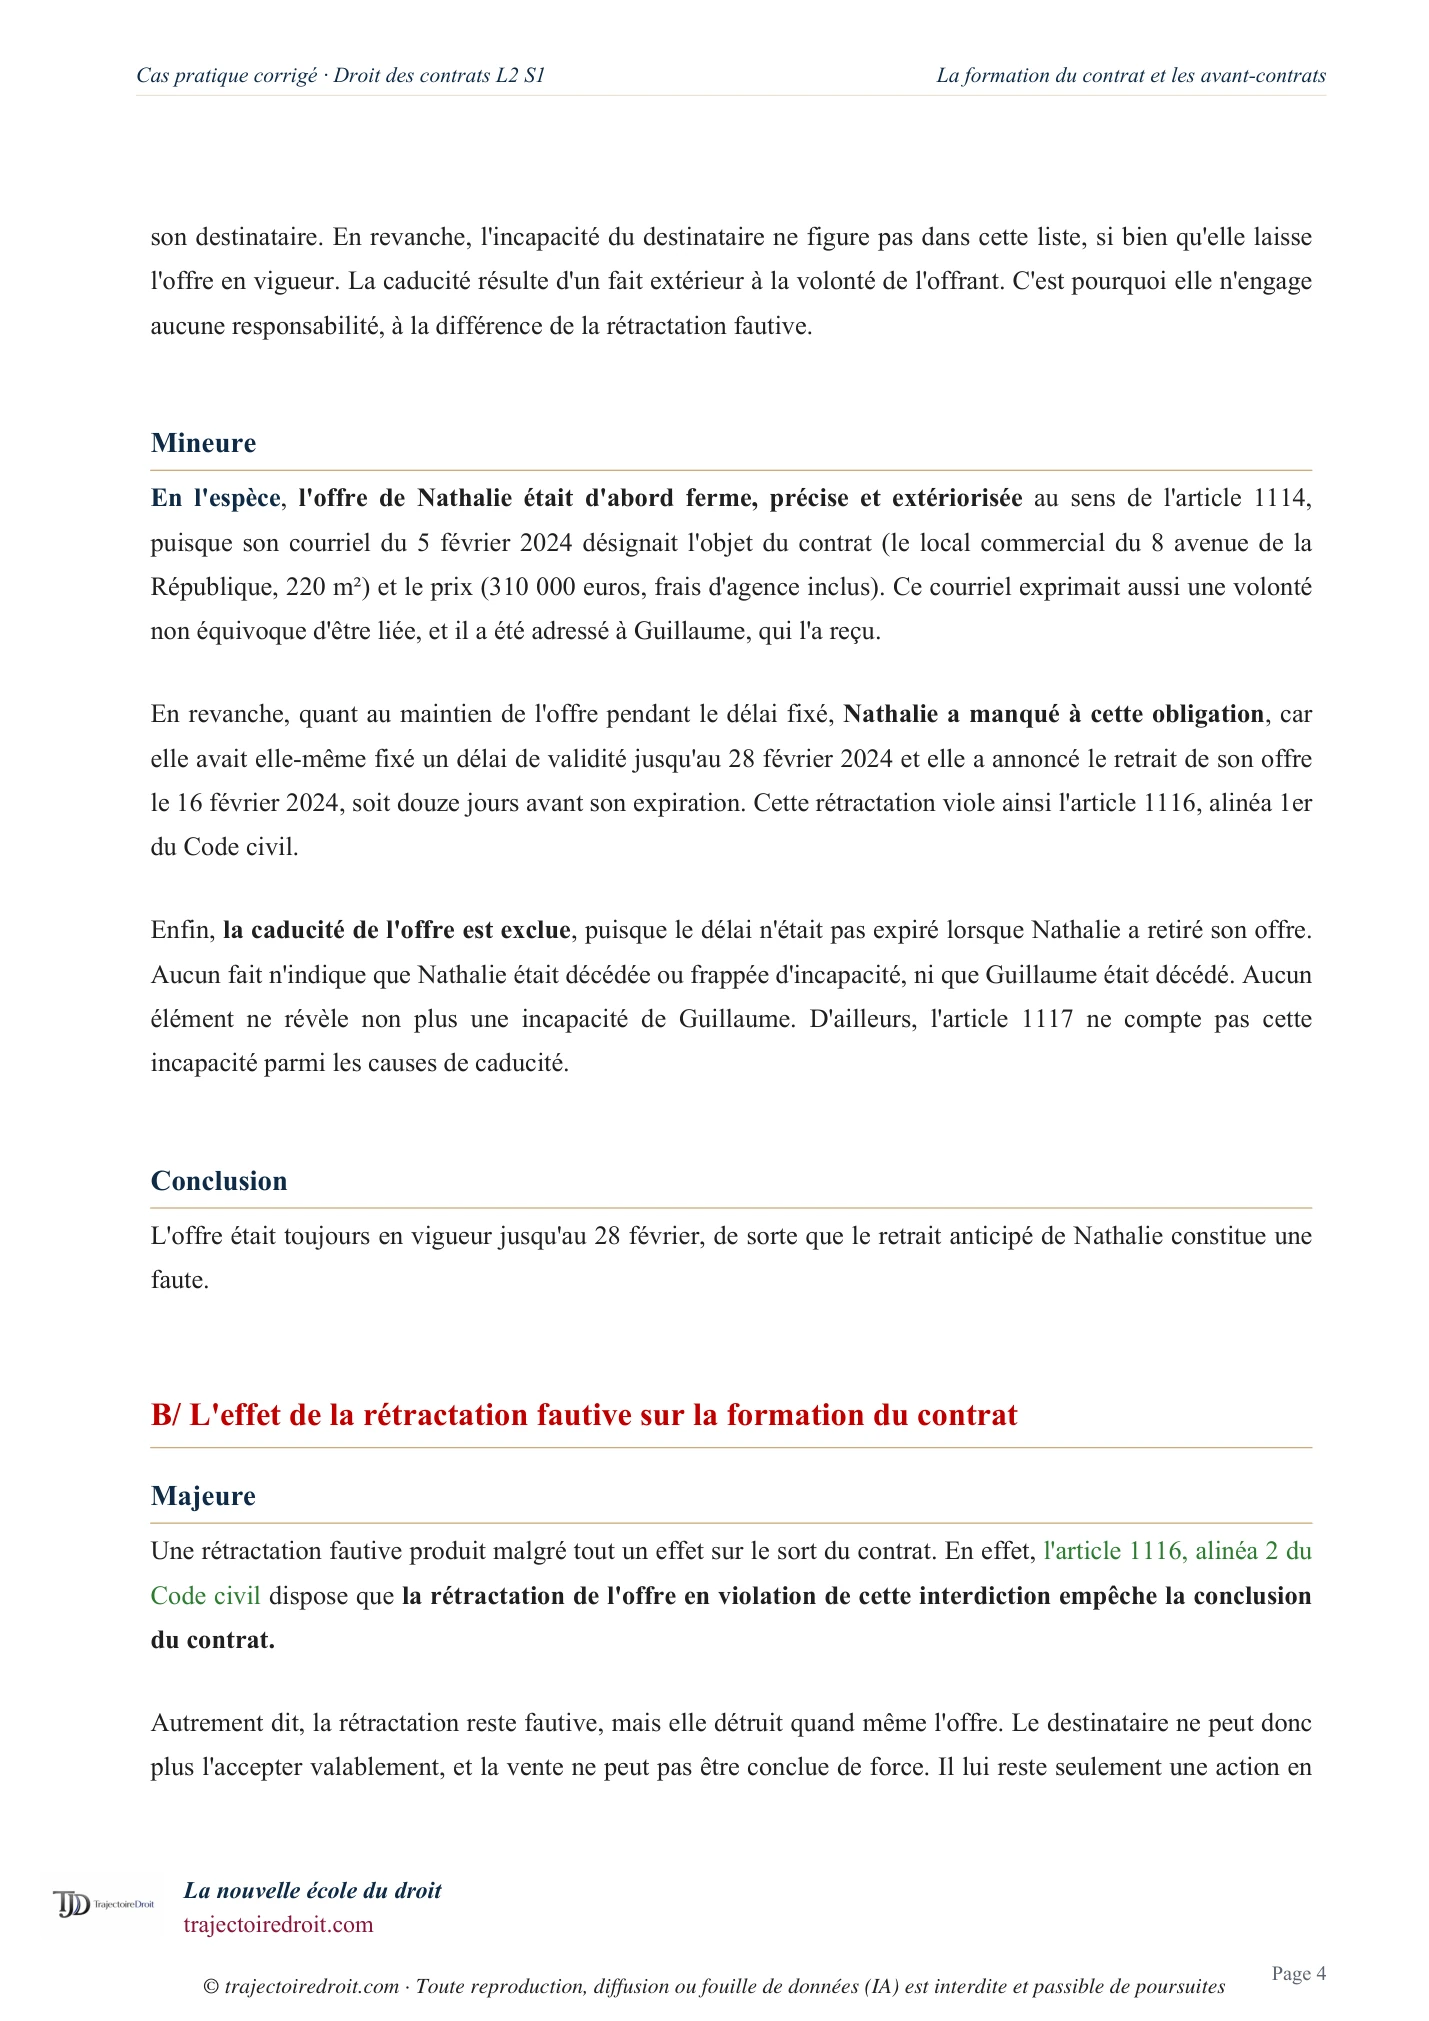 Cas pratique corrigé · Droit des contrats L2 S1
La formation du contrat et les avant-contrats
son destinataire. En revanche, l'incapacité du destinataire ne figure pas dans cette liste, si bien qu'elle laisse
l'offre en vigueur. La caducité résulte d'un fait extérieur à la volonté de l'offrant. C'est pourquoi elle n'engage
aucune responsabilité, à la différence de la rétractation fautive.
Mineure
En l'espèce, l'offre de Nathalie était d'abord ferme, précise et extériorisée au sens de l'article 1114,
puisque son courriel du 5 février 2024 désignait l'objet du contrat (le local commercial du 8 avenue de la
République, 220 m²) et le prix (310 000 euros, frais d'agence inclus). Ce courriel exprimait aussi une volonté
non équivoque d'être liée, et il a été adressé à Guillaume, qui l'a reçu.
En revanche, quant au maintien de l'offre pendant le délai fixé, Nathalie a manqué à cette obligation, car
elle avait elle-même fixé un délai de validité jusqu'au 28 février 2024 et elle a annoncé le retrait de son offre
le 16 février 2024, soit douze jours avant son expiration. Cette rétractation viole ainsi l'article 1116, alinéa 1er
du Code civil.
Enfin, la caducité de l'offre est exclue, puisque le délai n'était pas expiré lorsque Nathalie a retiré son offre.
Aucun fait n'indique que Nathalie était décédée ou frappée d'incapacité, ni que Guillaume était décédé. Aucun
élément ne révèle non plus une incapacité de Guillaume. D'ailleurs, l'article 1117 ne compte pas cette
incapacité parmi les causes de caducité.
Conclusion
L'offre était toujours en vigueur jusqu'au 28 février, de sorte que le retrait anticipé de Nathalie constitue une
faute.
B/ L'effet de la rétractation fautive sur la formation du contrat
Majeure
Une rétractation fautive produit malgré tout un effet sur le sort du contrat. En effet, l'article 1116, alinéa 2 du
Code civil dispose que la rétractation de l'offre en violation de cette interdiction empêche la conclusion
du contrat.
Autrement dit, la rétractation reste fautive, mais elle détruit quand même l'offre. Le destinataire ne peut donc
plus l'accepter valablement, et la vente ne peut pas être conclue de force. Il lui reste seulement une action en
TJD TrajectoireDroit
La nouvelle école du droit
trajectoiredroit.com
© trajectoiredroit.com · Toute reproduction, diffusion ou fouille de données (IA) est interdite et passible de poursuites
Page 4